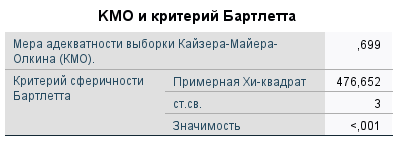 КМО и критерий Бартлетта
Мера адекватности выборки Кайзера-Майера-
Олкина (КМО). ,699
Критерий сферичности Примерная Хи-квадрат 476,652
Бартлетта ст.св. 3
Значимость <,001